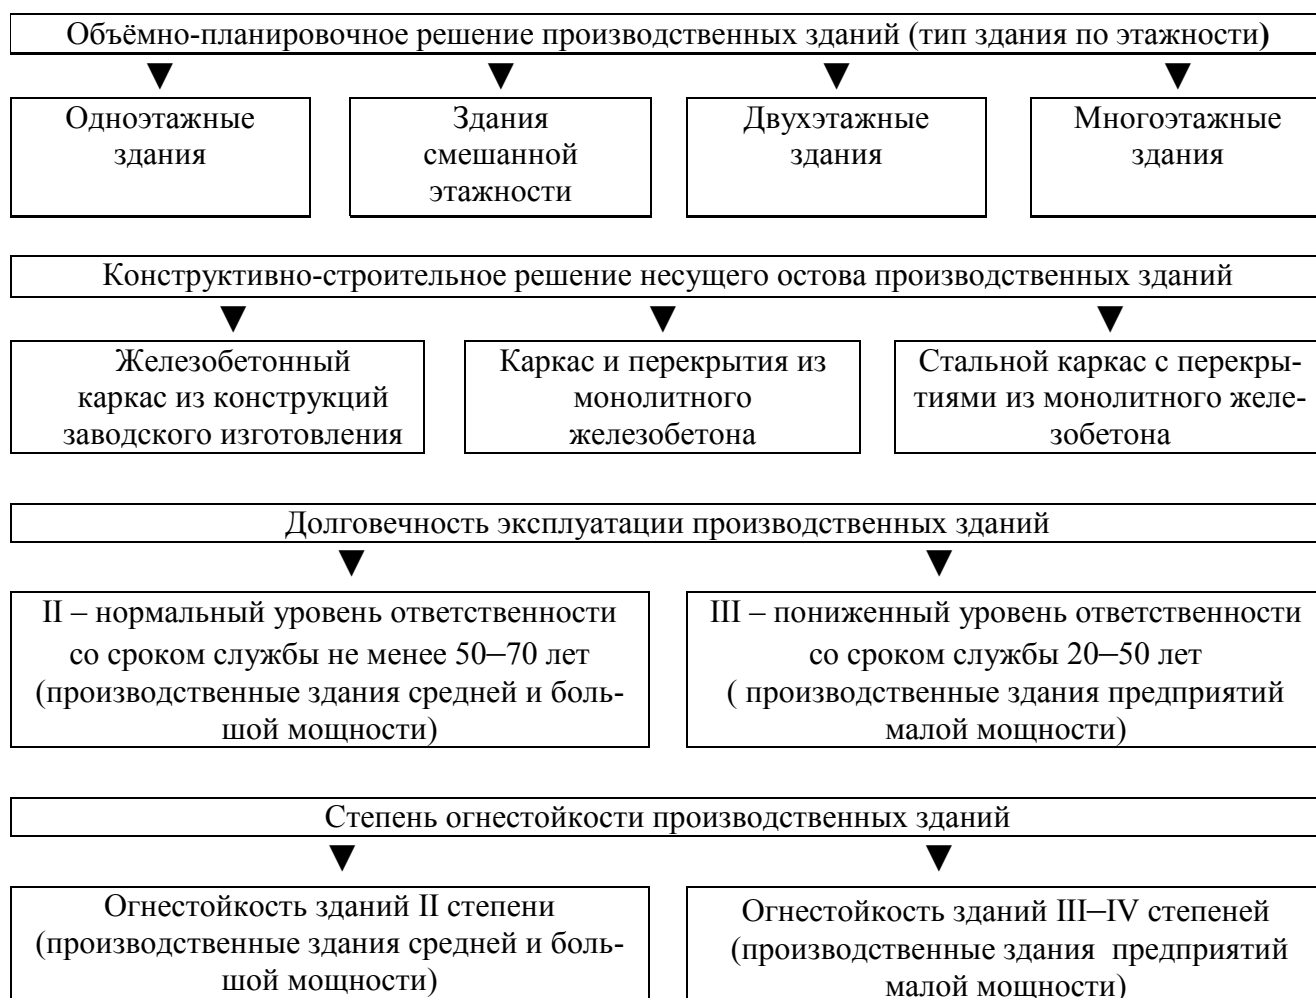 Объёмно-планировочное решение производственных зданий (тип здания по этажности)
Одноэтажные
здания
Здания
смешанной
этажности
Двухэтажные
здания
Многоэтажные
здания
Конструктивно-строительное решение несущего остова производственных зданий
Железобетонный
каркас из конструкций
заводского изготовления
Каркас и перекрытия из
монолитного
железобетона
Стальной каркас с перекры-
тиями из монолитного желе-
зобетона
Долговечность эксплуатации производственных зданий
II – нормальный уровень ответственности
со сроком службы не менее 50–70 лет
(производственные здания средней и боль-
шой мощности)
III – пониженный уровень ответственности
со сроком службы 20–50 лет
( производственные здания предприятий
малой мощности)
Степень огнестойкости производственных зданий
Огнестойкость зданий II степени
(производственные здания средней и боль-
шой мощности)
Огнестойкость зданий III–IV степеней
(производственные здания предприятий
малой мощности)